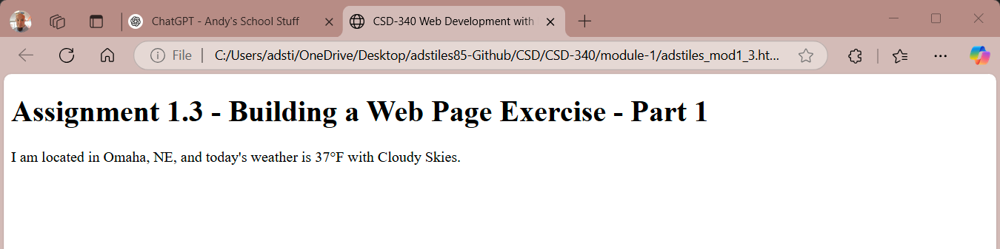 ChatGPT - Andy's School Stuff
CSD-340 Web Development with
File
C:/Users/adsti/OneDrive/Desktop/adstiles85-Github/CSD/CSD-340/module-1/adstiles_mod1_3.ht...
Assignment 1.3 - Building a Web Page Exercise - Part 1
I am located in Omaha, NE, and today's weather is 37°F with Cloudy Skies.